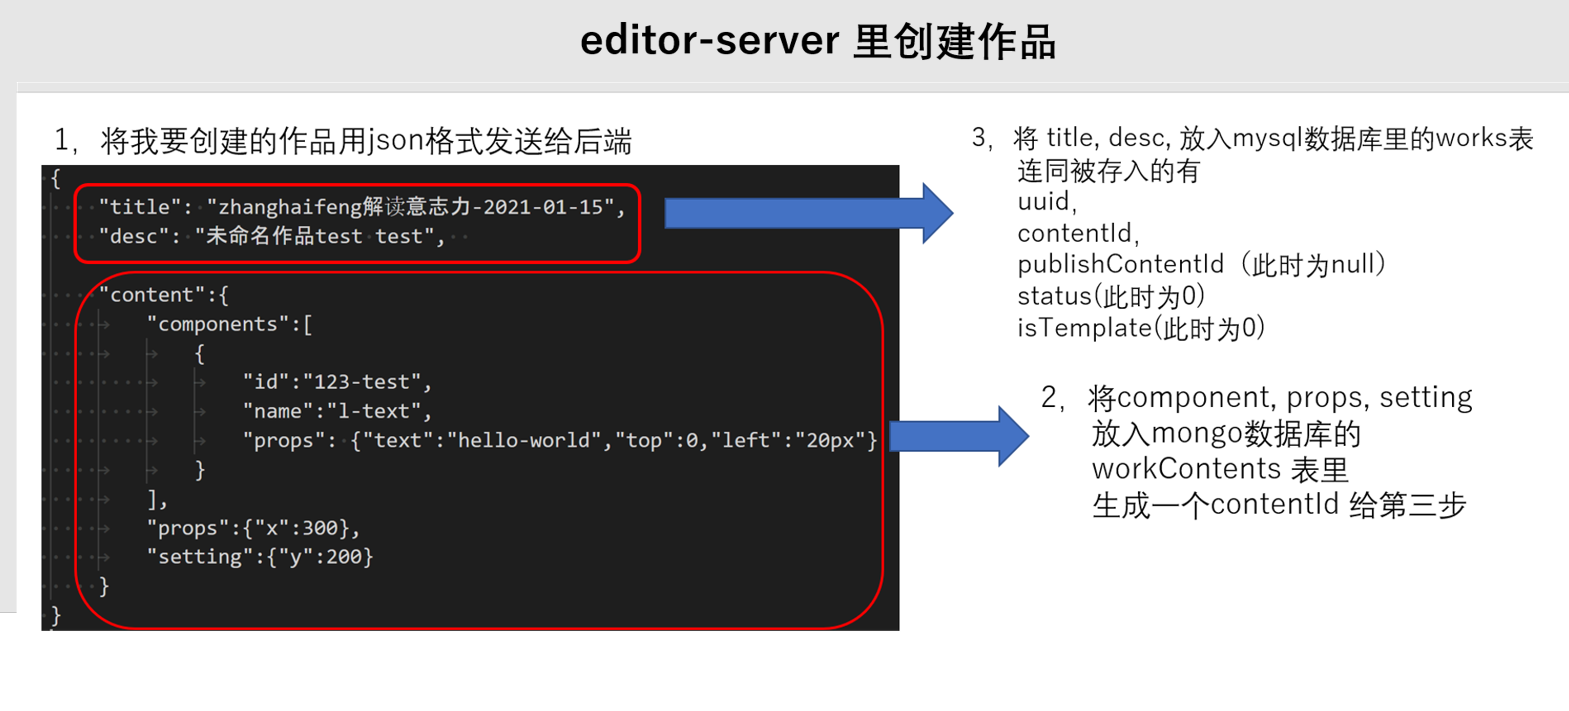 editor-server 里创建作品
1，将我要创建的作品用json格式发送给后端
{
"title": "zhanghaifeng解读意志力-2021-01-15",
"desc": "未命名作品test test",
"content":{
"components":[
{
"id":"123-test",
"name":"l-text",
"props": {"text":"hello-world","top":0,"left":"20px"}
}
],
"props":{"x":300},
"setting":{"y":200}
}
}
3，将 title, desc, 放入mysql数据库里的works表
连同被存入的有
uuid,
contentId,
publishContentId（此时为null）
status(此时为0)
isTemplate(此时为0)
2，将component, props, setting
放入mongo数据库的
workContents 表里
生成一个contentId 给第三步